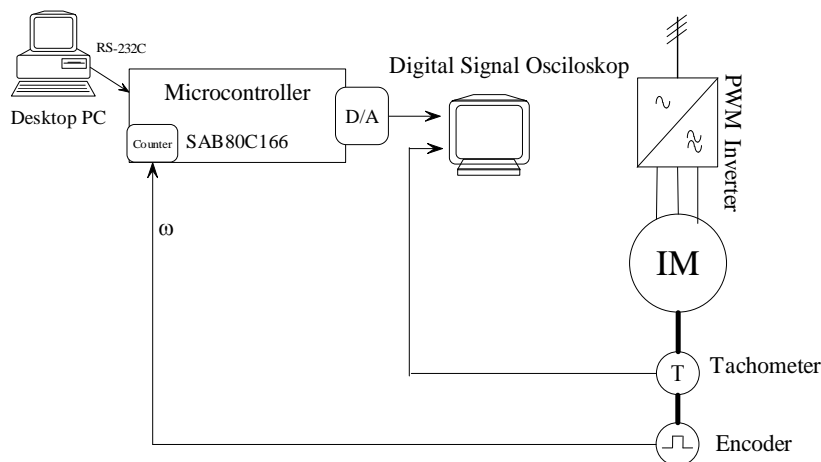 RS-232C
Desktop PC
Microcontroller
SAB80C166
Counter
D/A
Digital Signal Osciloskop
PWM Inverter
ω
IM
T
Tachometer
Encoder